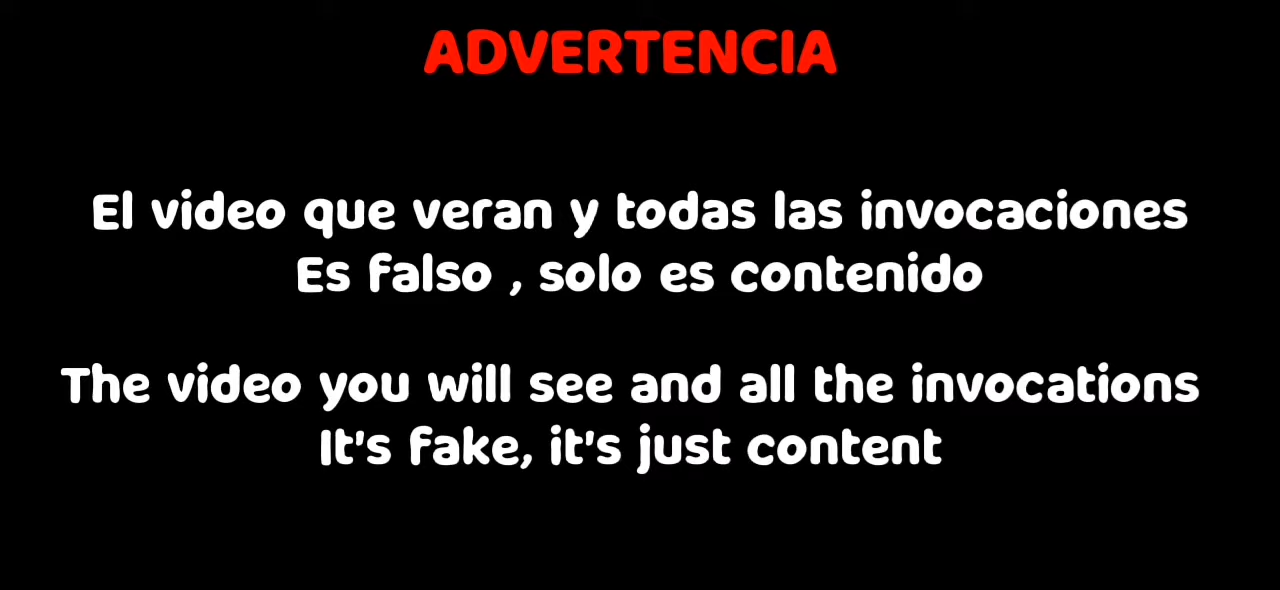 ADVERTENCIA
El video que veran y todas las invocaciones
Es falso , solo es contenido
The video you will see and all the invocations
It's fake, it's just content